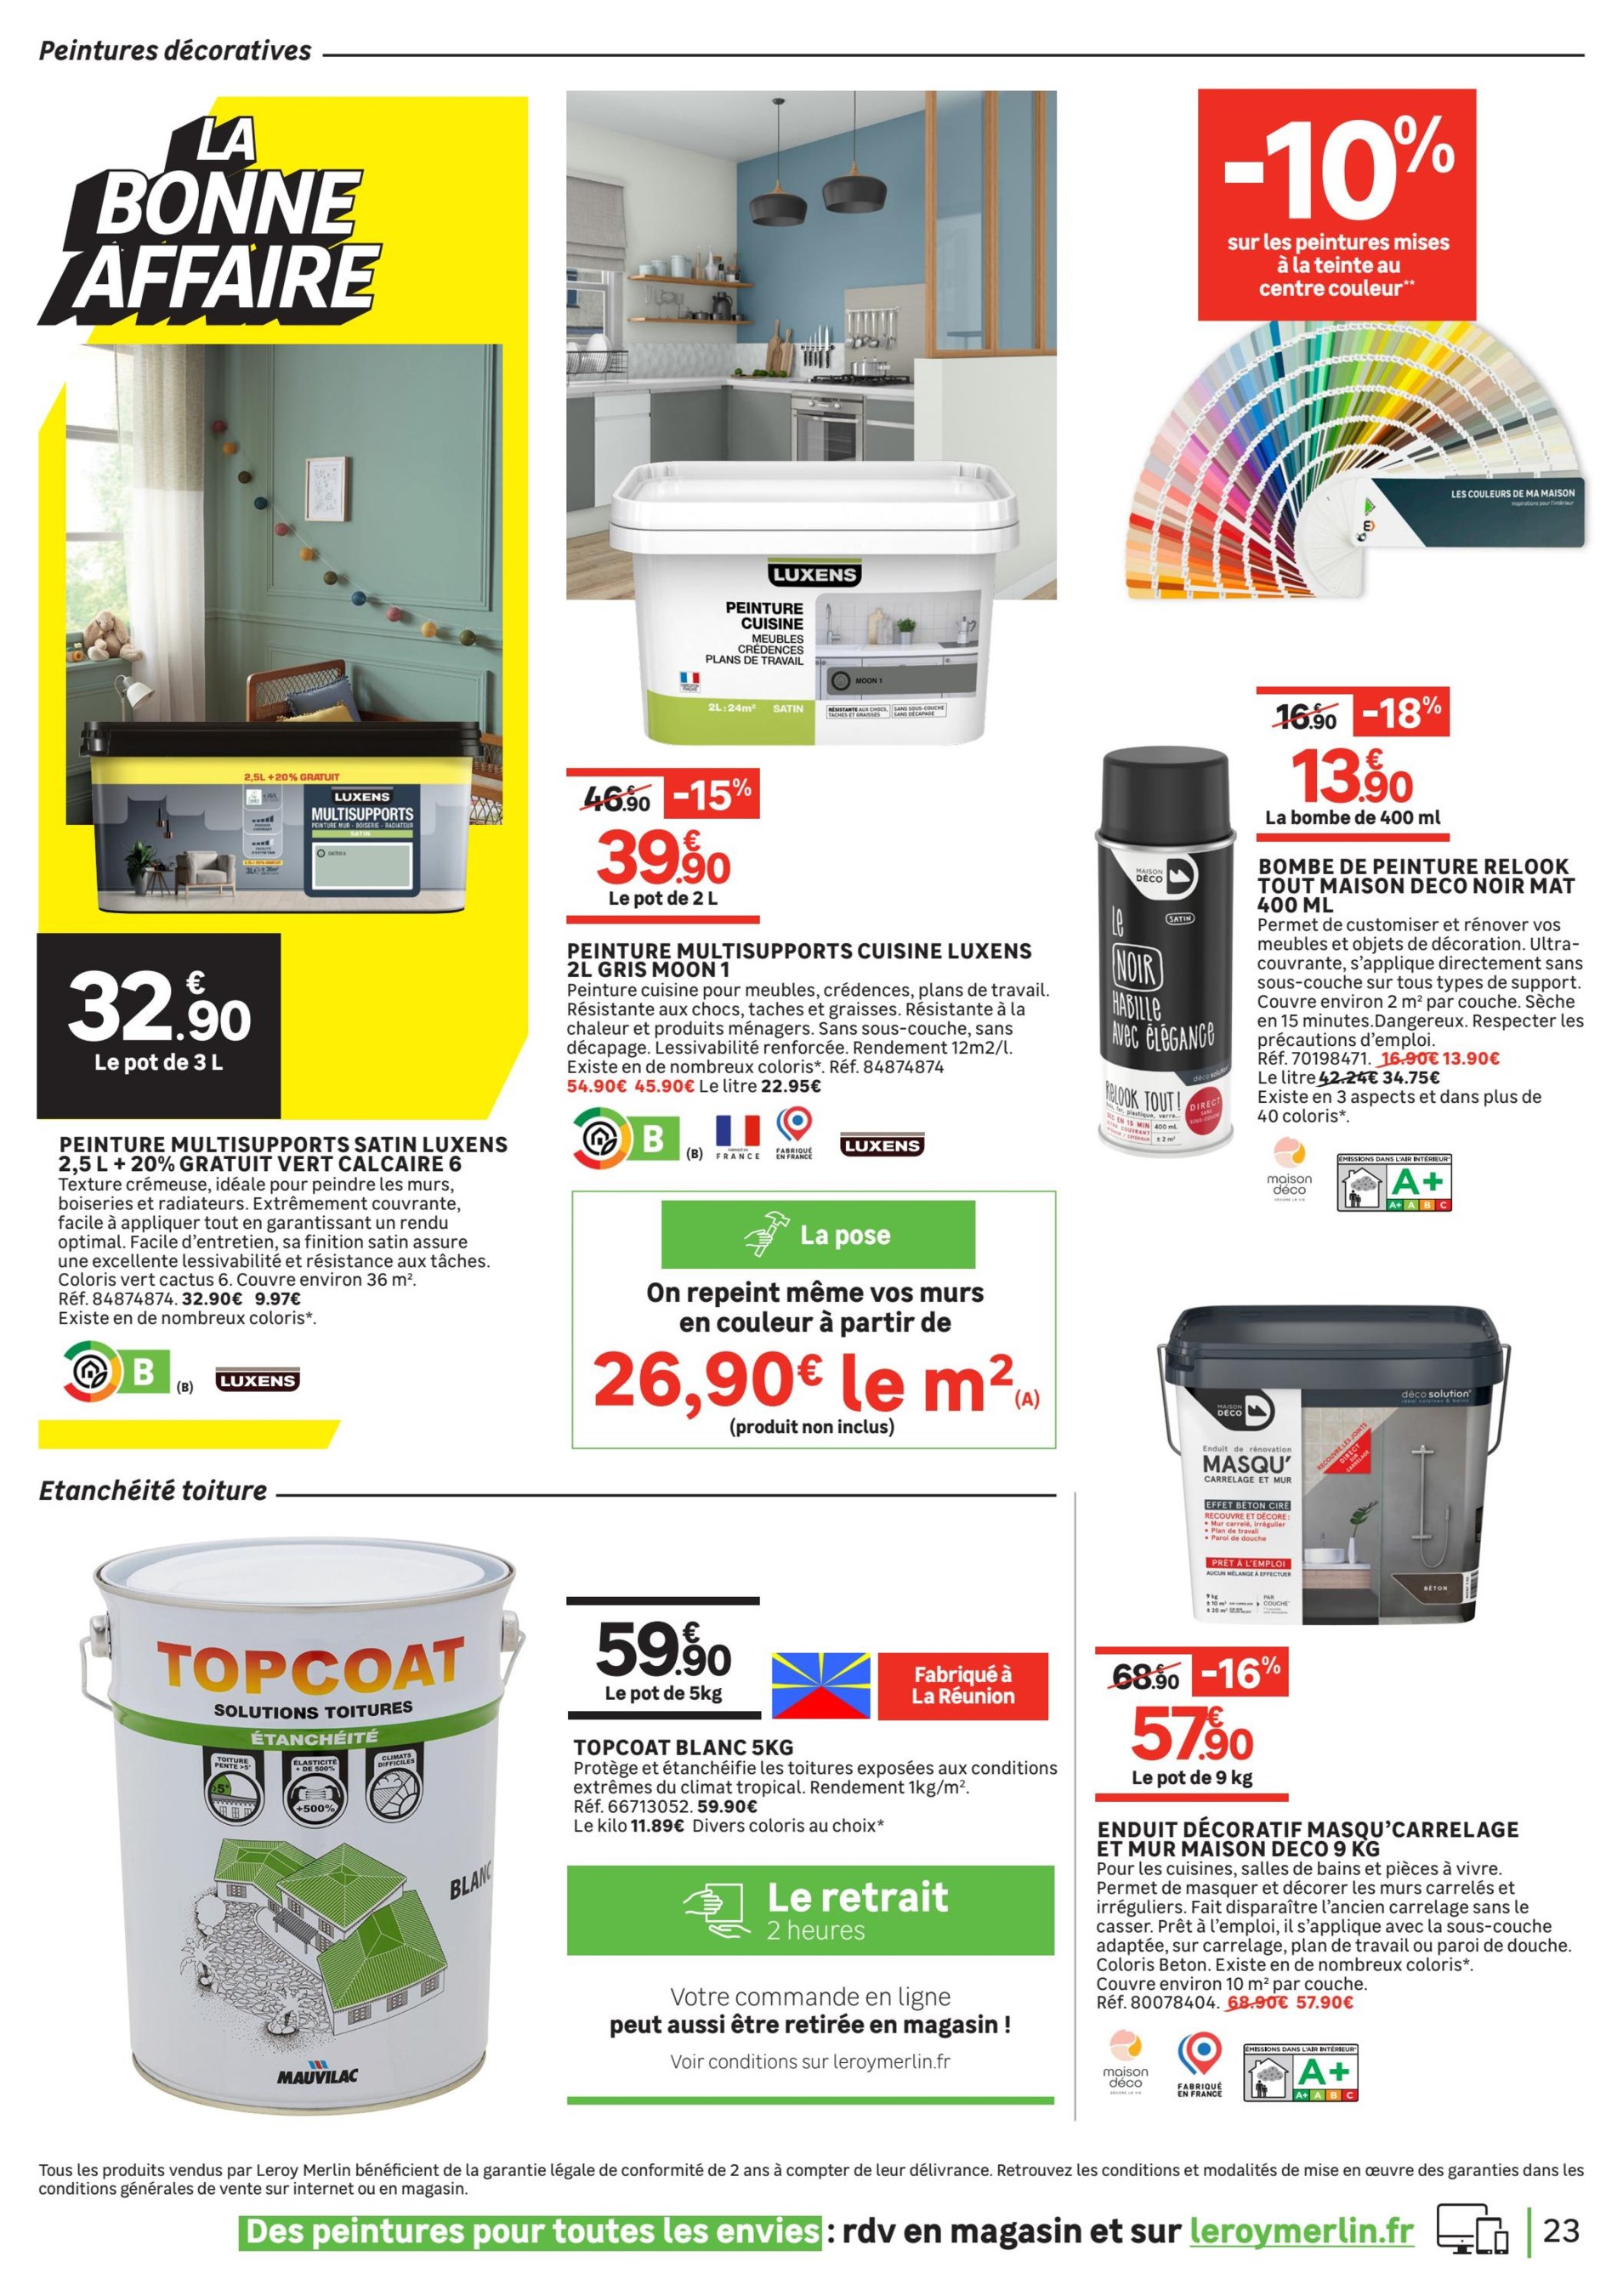 Peintures décoratives
LA
BONNE
AFFAIRE
2,5L +20% GRATUIT
LUXENS
MULTISUPPORTS
PEINTURE MUR - BOISERIE - RADIATEUR
SATIN
32€.90
Le pot de 3 L
PEINTURE MULTISUPPORTS SATIN LUXENS
2,5 L + 20% GRATUIT VERT CALCAIRE 6
Texture crémeuse, idéale pour peindre les murs,
boiseries et radiateurs. Extrêmement couvrante,
facile à appliquer tout en garantissant un rendu
optimal. Facile d'entretien, sa finition satin assure
une excellente lessivabilité et résistance aux tâches.
Coloris vert cactus 6. Couvre environ 36 m².
Réf. 84874874. 32.90€ 9.97€
Existe en de nombreux coloris*.
B
(B)
LUXENS
LUXENS
PEINTURE
CUISINE
MEUBLES
CRÉDENCES
PLANS DE TRAVAIL
MOON 1
2L : 24m² SATIN
RÉSISTANTE AUX CHOCS,
TACHES ET GRAISSES
SANS SOUS-COUCHE
SANS DÉCAPAGE
46€.90 -15%
39€.90
Le pot de 2 L
PEINTURE MULTISUPPORTS CUISINE LUXENS
2L GRIS MOON 1
Peinture cuisine pour meubles, crédences, plans de travail.
Résistante aux chocs, taches et graisses. Résistante à la
chaleur et produits ménagers. Sans sous-couche, sans
décapage. Lessivabilité renforcée. Rendement 12m2/l.
Existe en de nombreux coloris*. Réf. 84874874
54.90€ 45.90€ Le litre 22.95€
B
(B)
FRANCE
FABRIQUÉ
EN FRANCE
LUXENS
La pose
On repeint même vos murs
en couleur à partir de
26,90€ le m² (A)
(produit non inclus)
-10%
sur les peintures mises
à la teinte au
centre couleur**
LES COULEURS DE MA MAISON
Inspirations pour l'intérieur
16€.90 -18%
13€.90
La bombe de 400 ml
MAISON
DÉCO
SATIN
LE
NOIR
HABILLE
AVEC ÉLÉGANCE
RELOOK TOUT!
DIRECT
400 mL
± 2 m²
BOMBE DE PEINTURE RELOOK
TOUT MAISON DECO NOIR MAT
400 ML
Permet de customiser et rénover vos
meubles et objets de décoration. Ultra-
couvrante, s'applique directement sans
sous-couche sur tous types de support.
Couvre environ 2 m² par couche. Sèche
en 15 minutes.Dangereux. Respecter les
précautions d'emploi.
Réf. 70198471. 16.90€ 13.90€
Le litre 42.24€ 34.75€
Existe en 3 aspects et dans plus de
40 coloris*.
maison
déco
ÉMISSIONS DANS L'AIR INTÉRIEUR
A+
A+ A B C
MAISON
DÉCO
déco solution
Enduit de rénovation
MASQU'
CARRELAGE ET MUR
EFFET BÉTON CIRÉ
RECOUVRE ET DÉCORE :
• Mur carrelé, irrégulier
• Plan de travail
• Paroi de douche
PRÊT À L'EMPLOI
AUCUN MÉLANGE À EFFECTUER
RECOUVRE LES JOINTS
DIRECT
SUR
CARRELAGE
9 kg
± 10 m²
± 20 m²
PAR
COUCHE
BÉTON
68€.90 -16%
57€.90
Le pot de 9 kg
ENDUIT DÉCORATIF MASQU'CARRELAGE
ET MUR MAISON DECO 9 KG
Pour les cuisines, salles de bains et pièces à vivre.
Permet de masquer et décorer les murs carrelés et
irréguliers. Fait disparaître l'ancien carrelage sans le
casser. Prêt à l'emploi, il s'applique avec la sous-couche
adaptée, sur carrelage, plan de travail ou paroi de douche.
Coloris Beton. Existe en de nombreux coloris*.
Couvre environ 10 m² par couche.
Réf. 80078404. 68.90€ 57.90€
maison
déco
FABRIQUÉ
EN FRANCE
ÉMISSIONS DANS L'AIR INTÉRIEUR
A+
A+ A B C
Etanchéité toiture
TOPCOAT
SOLUTIONS TOITURES
ÉTANCHÉITÉ
TOITURE
PENTE >5°
5°
ÉLASTICITÉ
+ DE 500%
+500%
CLIMATS
DIFFICILES
BLANC
MAUVILAC
59€.90
Le pot de 5kg
Fabriqué à
La Réunion
TOPCOAT BLANC 5KG
Protège et étanchéifie les toitures exposées aux conditions
extrêmes du climat tropical. Rendement 1kg/m².
Réf. 66713052. 59.90€
Le kilo 11.89€ Divers coloris au choix*
Le retrait
2 heures
Votre commande en ligne
peut aussi être retirée en magasin !
Voir conditions sur leroymerlin.fr
Tous les produits vendus par Leroy Merlin bénéficient de la garantie légale de conformité de 2 ans à compter de leur délivrance. Retrouvez les conditions et modalités de mise en œuvre des garanties dans les
conditions générales de vente sur internet ou en magasin.
Des peintures pour toutes les envies : rdv en magasin et sur leroymerlin.fr
23